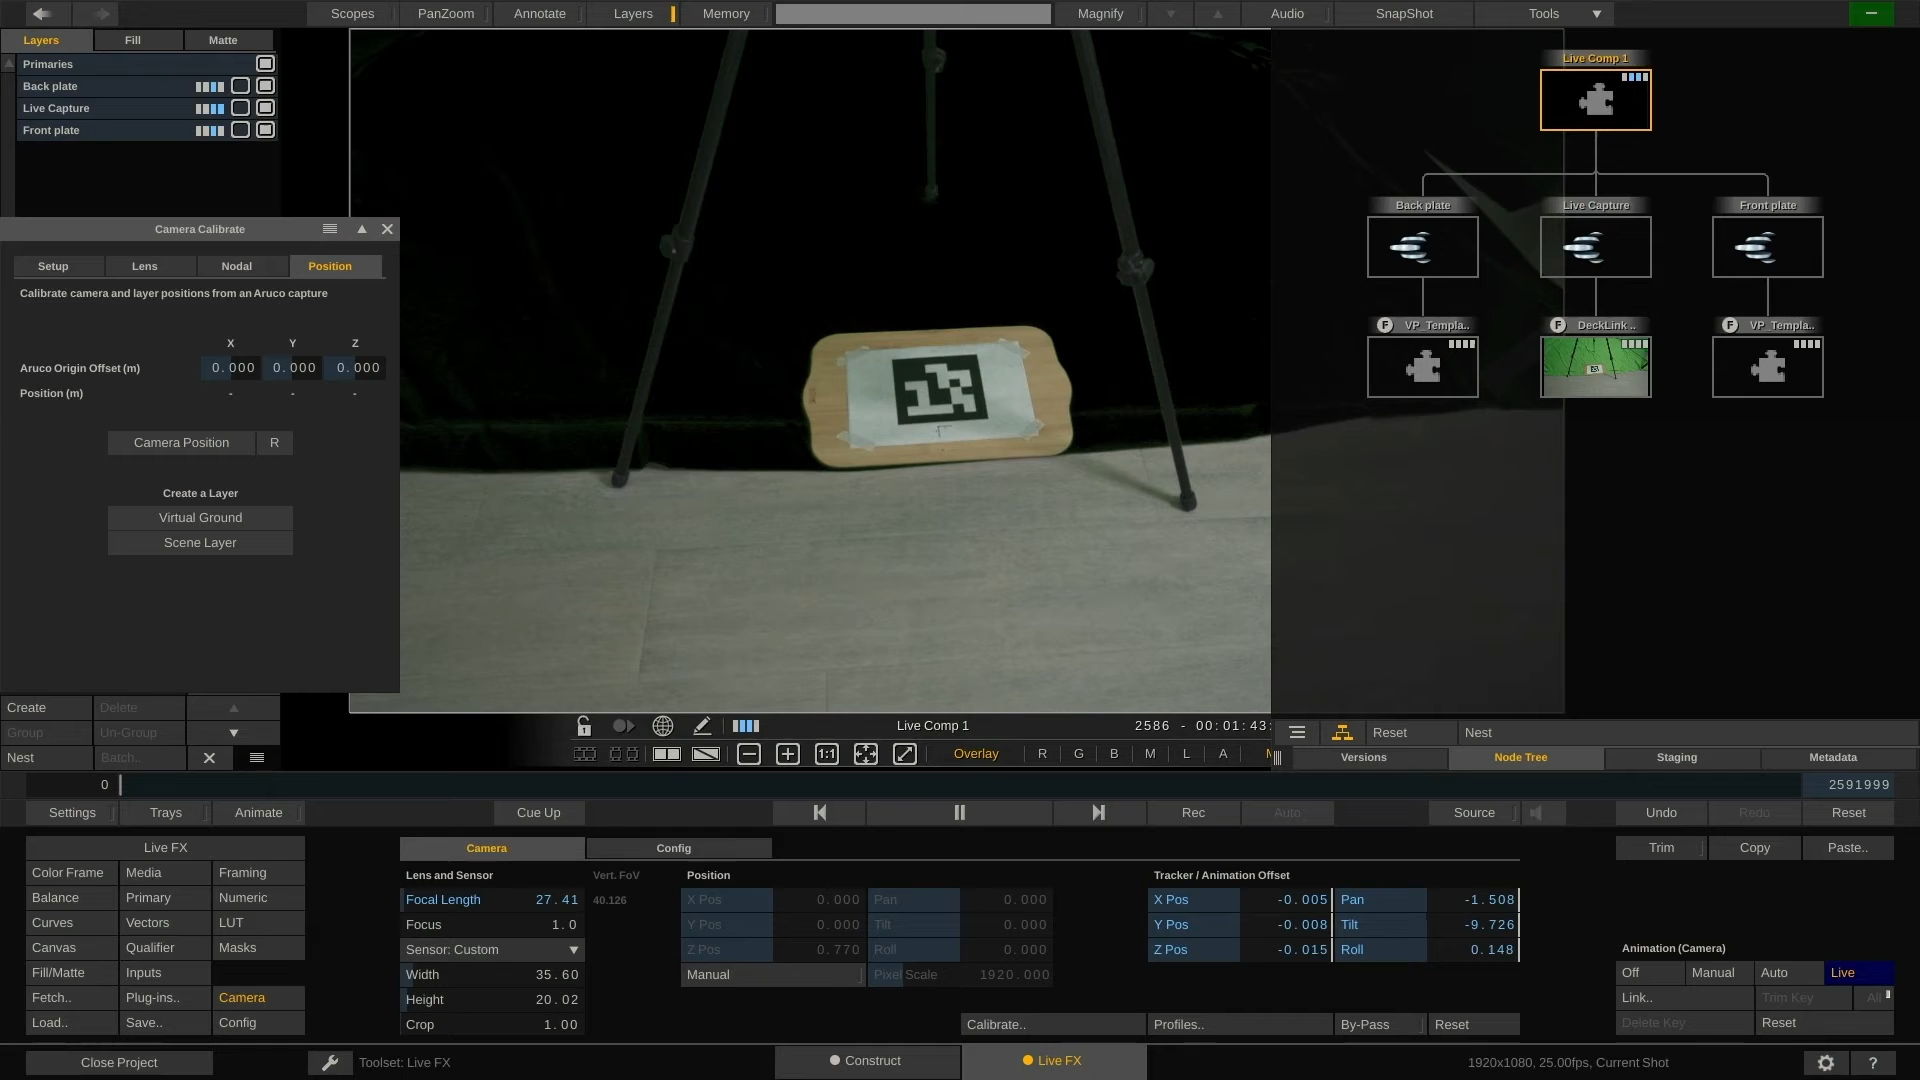 Scopes PanZoom Annotate Layers Memory Magnify Audio SnapShot Tools
Layers Fill Matte
Primaries
Back plate
Live Capture
Front plate
Live Comp 1
Back plate Live Capture Front plate
F VP_Templa.. F DeckLink .. F VP_Templa..
Camera Calibrate
Setup Lens Nodal Position
Calibrate camera and layer positions from an Aruco capture
X Y Z
Aruco Origin Offset (m) 0.000 0.000 0.000
Position (m) - - -
Camera Position R
Create a Layer
Virtual Ground
Scene Layer
Create Delete
Group Un-Group
Nest Batch..
Live Comp 1 2586 - 00:01:43:
1:1 Overlay R G B M L A
Reset Nest
Versions Node Tree Staging Metadata
0 2591999
Settings Trays Animate Cue Up Rec Auto Source Undo Redo Reset
Live FX
Color Frame Media Framing
Balance Primary Numeric
Curves Vectors LUT
Canvas Qualifier Masks
Fill/Matte Inputs
Fetch.. Plug-ins.. Camera
Load.. Save.. Config
Camera Config
Lens and Sensor Vert. FoV
Focal Length 27.41 40.126
Focus 1.0
Sensor: Custom
Width 35.60
Height 20.02
Crop 1.00
Position
X Pos 0.000 Pan 0.000
Y Pos 0.000 Tilt 0.000
Z Pos 0.770 Roll 0.000
Manual Pixel Scale 1920.000
Tracker / Animation Offset
X Pos -0.005 Pan -1.508
Y Pos -0.008 Tilt -9.726
Z Pos -0.015 Roll 0.148
Calibrate.. Profiles.. By-Pass Reset
Trim Copy Paste..
Animation (Camera)
Off Manual Auto Live
Link.. Trim Key All
Delete Key Reset
Close Project Toolset: Live FX Construct Live FX 1920x1080, 25.00fps, Current Shot ?